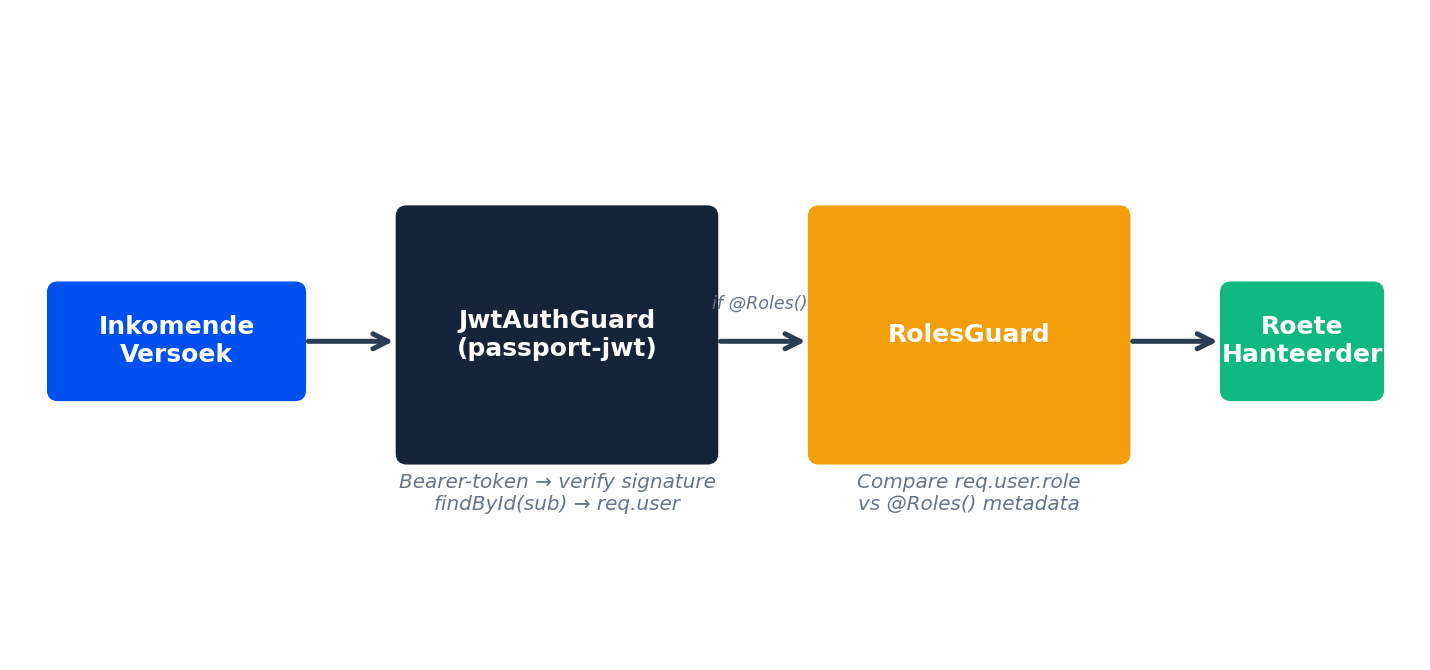 Inkomende
Versoek
JwtAuthGuard
(passport-jwt)
Bearer-token → verify signature
findById(sub) → req.user
if @Roles()
RolesGuard
Compare req.user.role
vs @Roles() metadata
Roete
Hanteerder